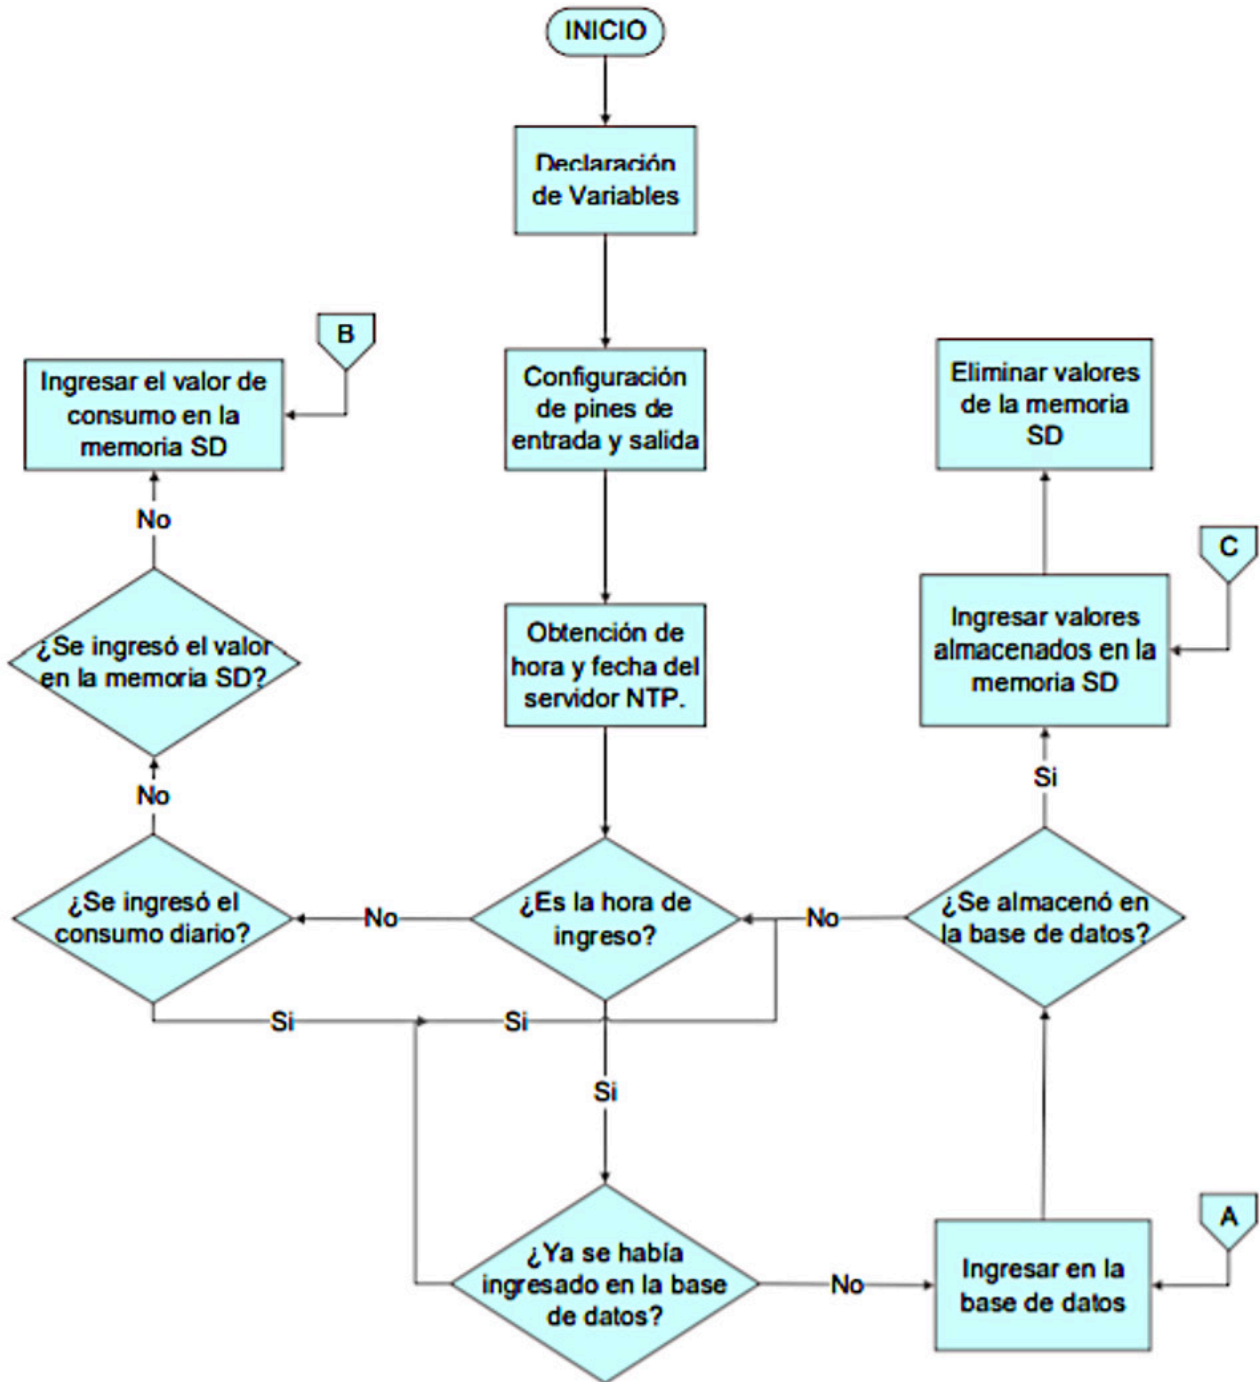 INICIO
Declaración
de Variables
B
Ingresar el valor de
consumo en la
memoria SD
Configuración
de pines de
entrada y salida
Eliminar valores
de la memoria
SD
No
C
¿Se ingresó el valor
en la memoria SD?
Obtención de
hora y fecha del
servidor NTP.
Ingresar valores
almacenados en la
memoria SD
No
Si
¿Se ingresó el
consumo diario?
No
¿Es la hora de
ingreso?
No
¿Se almacenó en
la base de datos?
Si
Si
Si
¿Ya se había
ingresado en la base
de datos?
No
Ingresar en la
base de datos
A